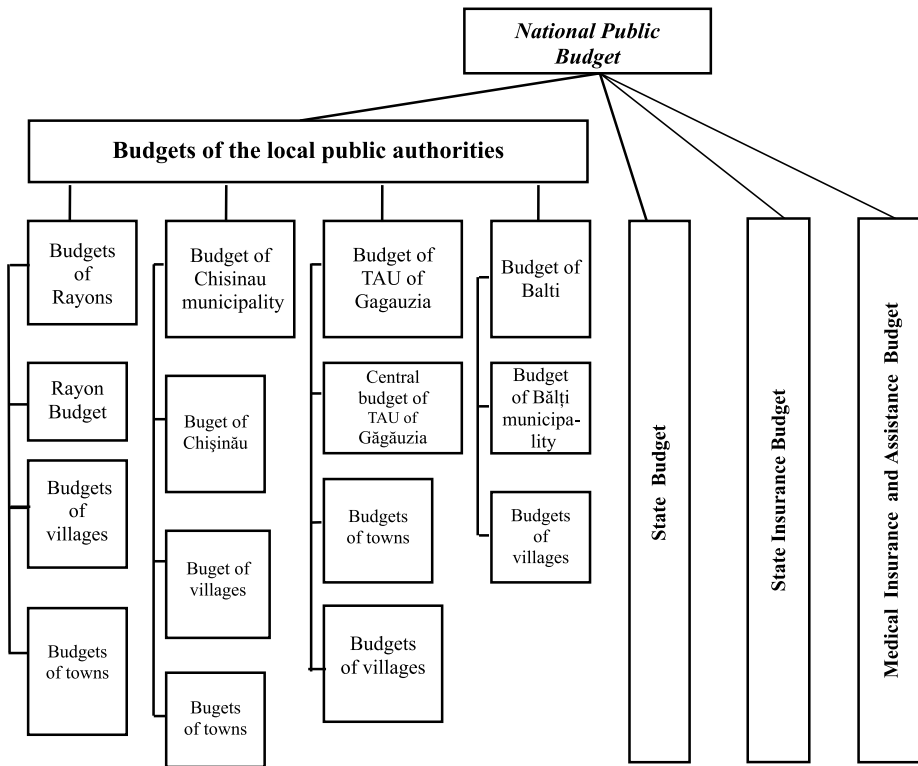 National Public
Budget
Budgets of the local public authorities
Budgets
of
Rayons
Rayon
Budget
Budgets
of
villages
Budgets
of towns
Budget of
Chisinau
municipality
Buget of
Chişinău
Buget of
villages
Bugets
of towns
Budget of
TAU of
Gagauzia
Central
budget of
TAU of
Găgăuzia
Budgets
of towns
Budgets
of villages
Budget of
Balti
Budget
of Bălți
municipa-
lity
Budgets
of
villages
State Budget
State Insurance Budget
Medical Insurance and Assistance Budget